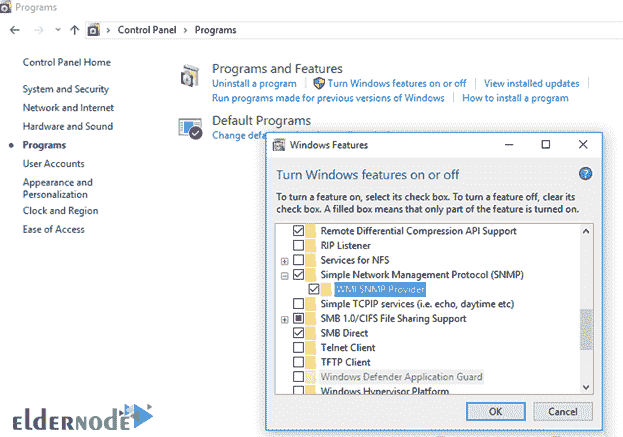 Programs
Control Panel > Programs
Control Panel Home
System and Security
Network and Internet
Hardware and Sound
Programs
User Accounts
Appearance and
Personalization
Clock and Region
Ease of Access
Programs and Features
Uninstall a program
Turn Windows features on or off
View installed updates
Run programs made for previous versions of Windows
How to install a program
Default Programs
Change
Windows Features
Turn Windows features on or off
To turn a feature on, select its check box. To turn a feature off, clear its
check box. A filled box means that only part of the feature is turned on.
Remote Differential Compression API Support
RIP Listener
Services for NFS
Simple Network Management Protocol (SNMP)
WMI SNMP Provider
Simple TCPIP services (i.e. echo, daytime etc)
SMB 1.0/CIFS File Sharing Support
SMB Direct
Telnet Client
TFTP Client
Windows Defender Application Guard
Windows Hypervisor Platform
OK
Cancel
ELDERNODE